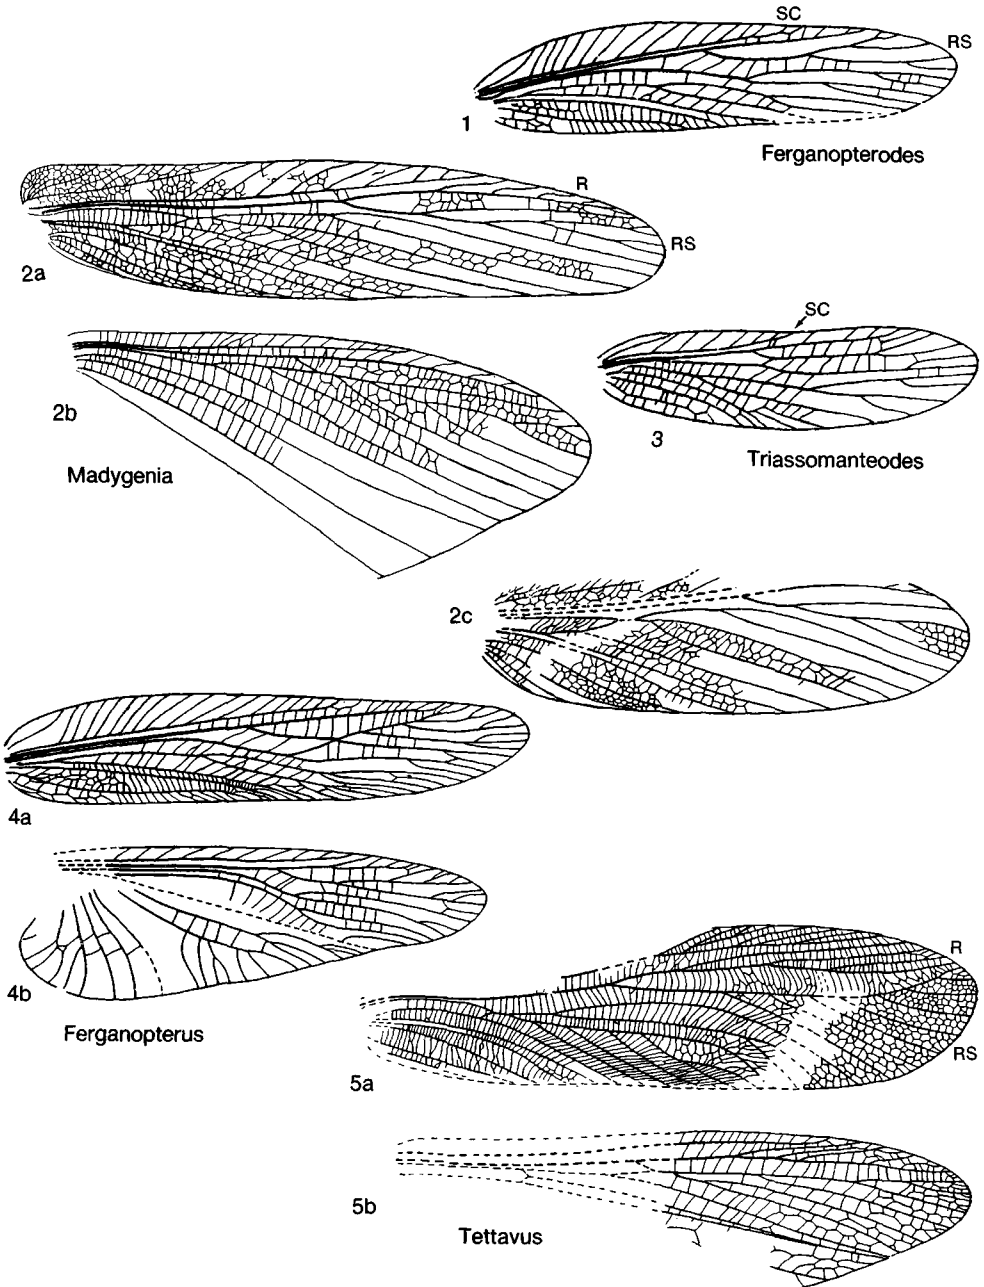 SC
RS
1
Ferganopterodes
R
RS
2a
SC
2b
3
Madygenia
Triassomanteodes
2c
4a
4b
R
Ferganopterus
RS
5a
5b
Tettavus